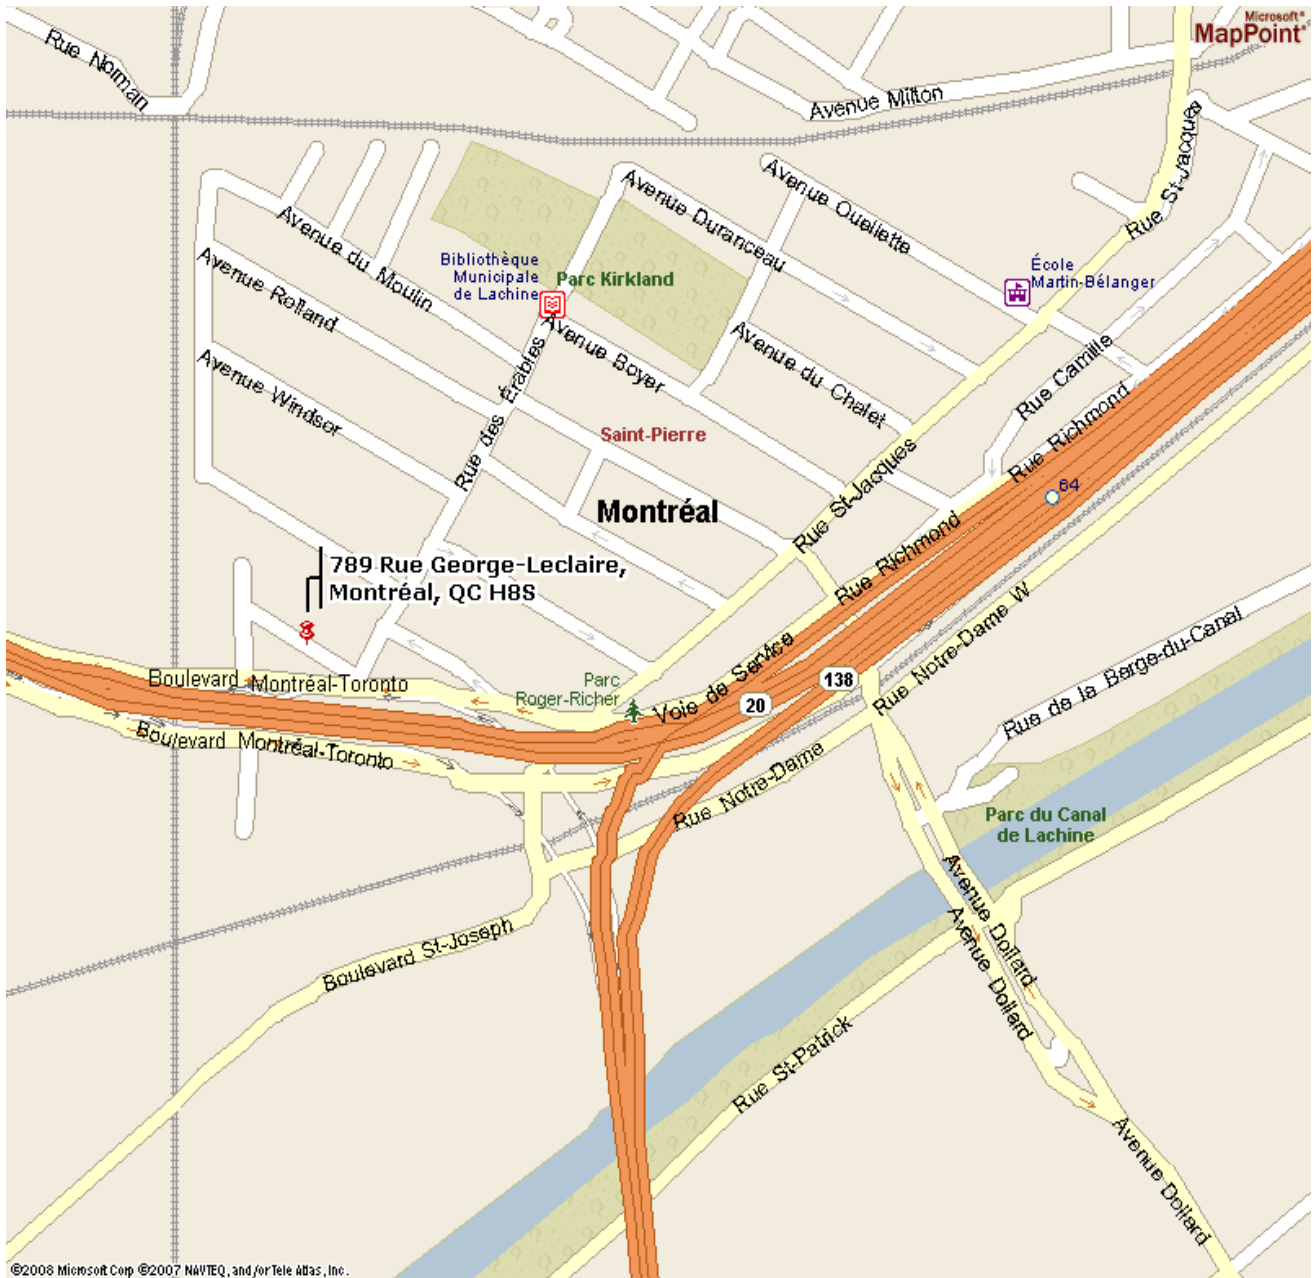 Microsoft®
MapPoint®
Rue Norman
Avenue Milton
Rue St-Jacques
Avenue Ouellette
Avenue Duranceau
Avenue du Moulin
Bibliothèque
Municipale
de Lachine
Parc Kirkland
École
Martin-Bélanger
Avenue Rolland
Avenue Boyer
Avenue du Chalet
Avenue Windsor
Rue des Érables
Rue Camille
Rue Richmond
Saint-Pierre
Rue St-Jacques
64
Montréal
Rue Richmond
789 Rue George-Leclaire,
Montréal, QC H8S
Rue Notre-Dame W
Rue de la Berge-du-Canal
Boulevard Montréal-Toronto
Parc
Roger-Richer
Voie de Service
20
138
Boulevard Montréal-Toronto
Rue Notre-Dame
Parc du Canal
de Lachine
Avenue Dollard
Avenue Dollard
Boulevard St-Joseph
Rue St-Patrick
Avenue Dollard
©2008 Microsoft Corp ©2007 NAVTEQ, and/or Tele Atlas, Inc.